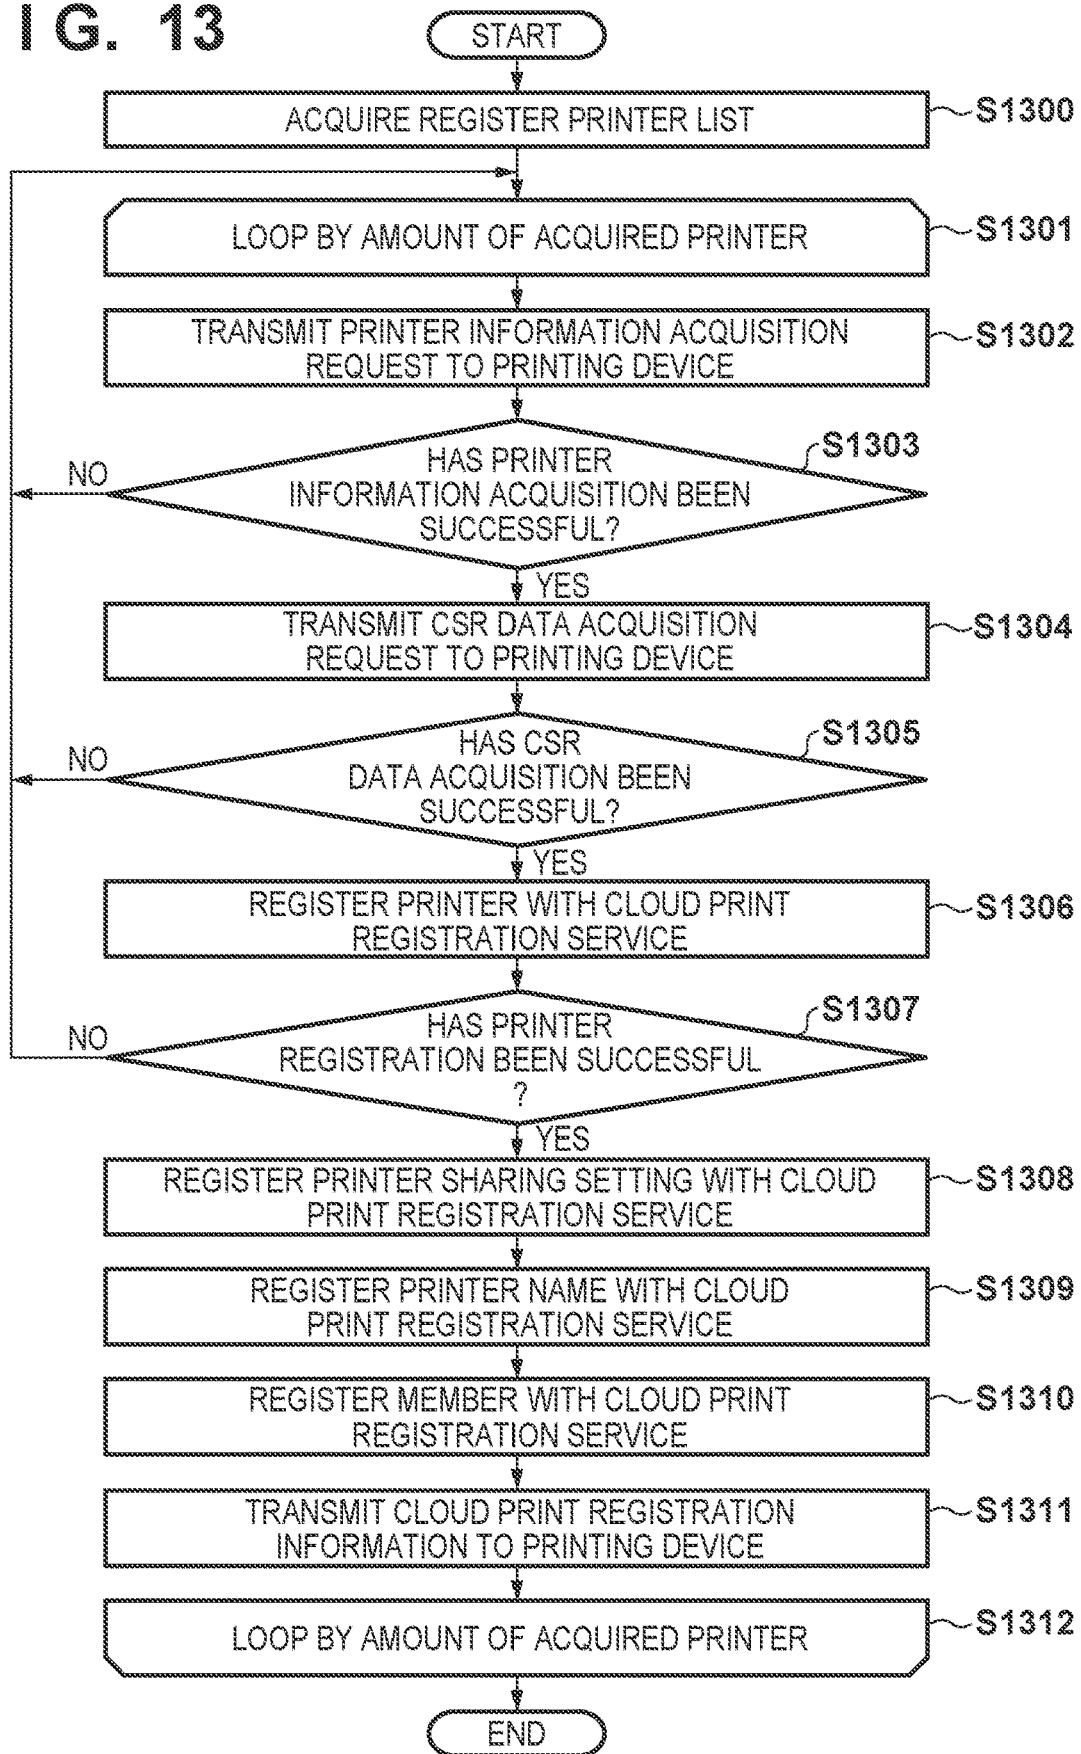 I G. 13
START
ACQUIRE REGISTER PRINTER LIST
S1300
LOOP BY AMOUNT OF ACQUIRED PRINTER
S1301
TRANSMIT PRINTER INFORMATION ACQUISITION
REQUEST TO PRINTING DEVICE
S1302
S1303
HAS PRINTER
INFORMATION ACQUISITION BEEN
SUCCESSFUL?
NO
YES
TRANSMIT CSR DATA ACQUISITION
REQUEST TO PRINTING DEVICE
S1304
S1305
HAS CSR
DATA ACQUISITION BEEN
SUCCESSFUL?
NO
YES
REGISTER PRINTER WITH CLOUD PRINT
REGISTRATION SERVICE
S1306
S1307
HAS PRINTER
REGISTRATION BEEN SUCCESSFUL
?
NO
YES
REGISTER PRINTER SHARING SETTING WITH CLOUD
PRINT REGISTRATION SERVICE
S1308
REGISTER PRINTER NAME WITH CLOUD
PRINT REGISTRATION SERVICE
S1309
REGISTER MEMBER WITH CLOUD PRINT
REGISTRATION SERVICE
S1310
TRANSMIT CLOUD PRINT REGISTRATION
INFORMATION TO PRINTING DEVICE
S1311
LOOP BY AMOUNT OF ACQUIRED PRINTER
S1312
END